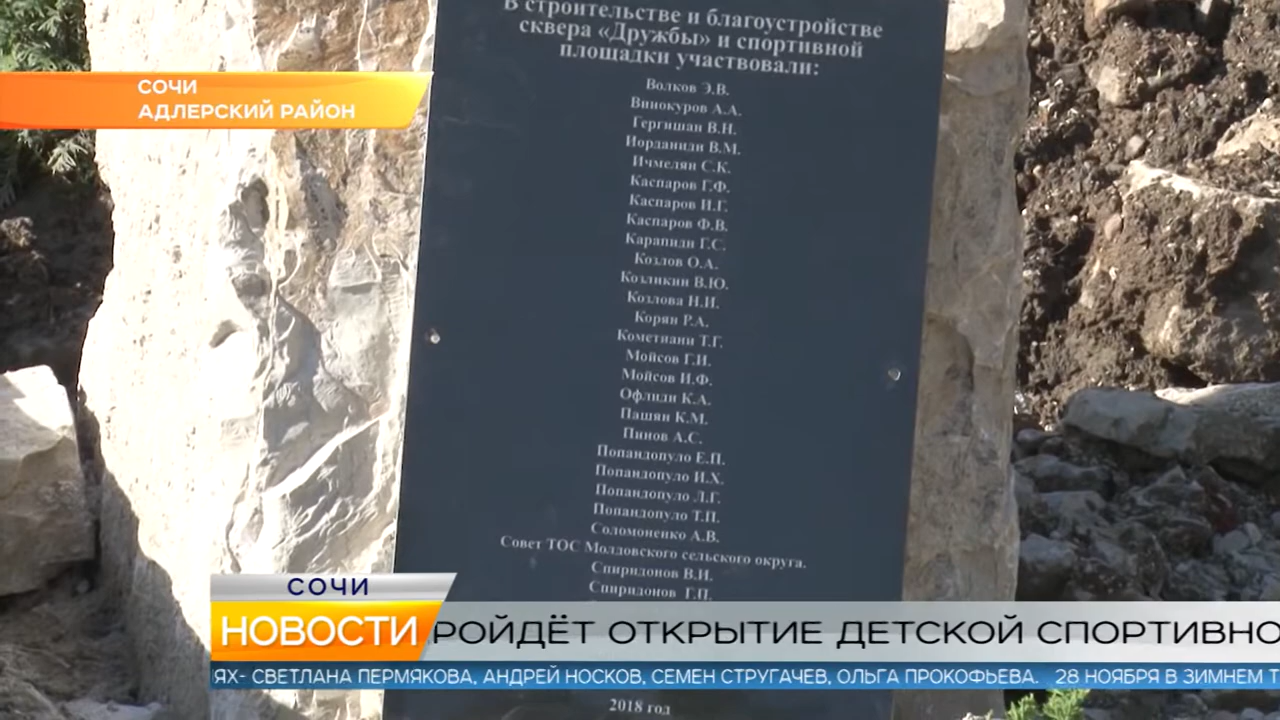 В строительстве и благоустройстве
сквера «Дружбы» и спортивной
площадки участвовали:
СОЧИ
АДЛЕРСКИЙ РАЙОН
Волков Э.В.
Винокуров А.А.
Гергишан В.Н.
Иорданиди В.М.
Ичмелян С.К.
Каспаров Г.Ф.
Каспаров И.Г.
Каспаров Ф.В.
Карапиди Г.С.
Козлов О.А.
Козликин В.Ю.
Козлова Н.И.
Корян Р.А.
Кометиани Т.Г.
Мойсов Г.И.
Мойсов И.Ф.
Офлиди К.А.
Пашян К.М.
Пинов А.С.
Попандопуло Е.П.
Попандопуло И.Х.
Попандопуло Л.Г.
Попандопуло Т.П.
Соломоненко А.В.
Совет ТОС Молдовского сельского округа.
Спиридонов В.И.
Спиридонов Г.П.
СОЧИ
НОВОСТИ
РОЙДЁТ ОТКРЫТИЕ ДЕТСКОЙ СПОРТИВНО
ЯХ- СВЕТЛАНА ПЕРМЯКОВА, АНДРЕЙ НОСКОВ, СЕМЕН СТРУГАЧЕВ, ОЛЬГА ПРОКОФЬЕВА. 28 НОЯБРЯ В ЗИМНЕМ Т
2018 год